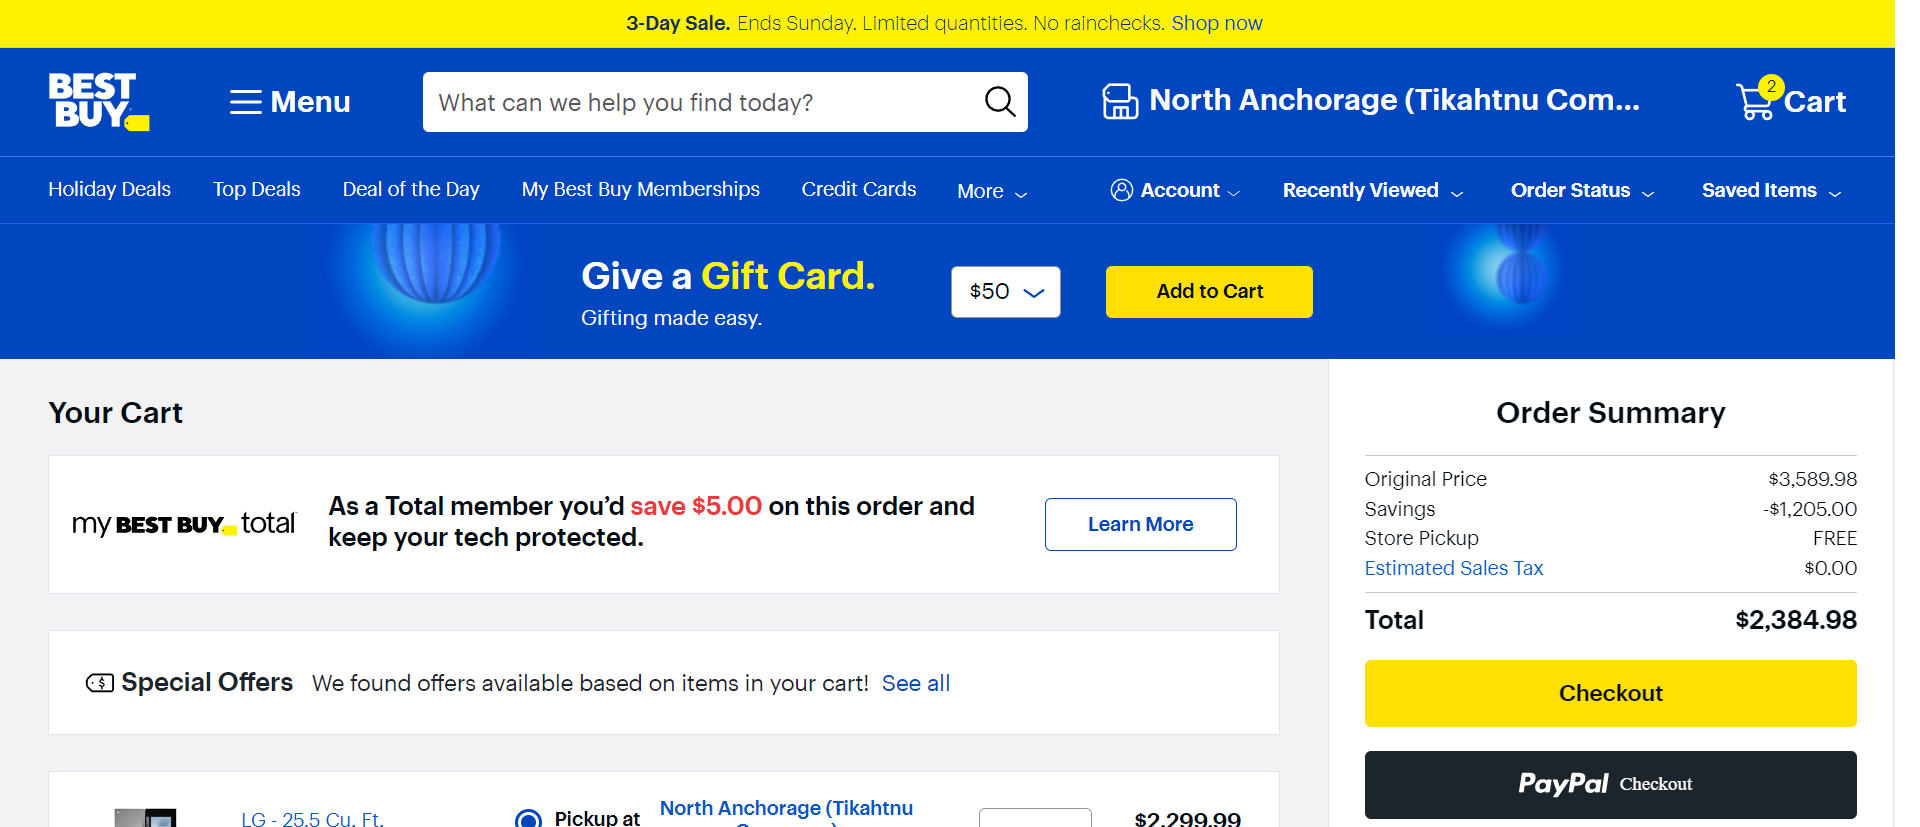 3-Day Sale. Ends Sunday. Limited quantities. No rainchecks. Shop now
BEST BUY
Menu
What can we help you find today?
North Anchorage (Tikahtnu Com...
2
Cart
Holiday Deals
Top Deals
Deal of the Day
My Best Buy Memberships
Credit Cards
More
Account
Recently Viewed
Order Status
Saved Items
Give a Gift Card.
Gifting made easy.
$50
Add to Cart
Your Cart
my BEST BUY total
As a Total member you'd save $5.00 on this order and
keep your tech protected.
Learn More
Special Offers We found offers available based on items in your cart! See all
LG - 25.5 Cu. Ft.
Pickup at
North Anchorage (Tikahtnu
$2,299.99
Order Summary
Original Price $3,589.98
Savings -$1,205.00
Store Pickup FREE
Estimated Sales Tax $0.00
Total $2,384.98
Checkout
PayPal Checkout